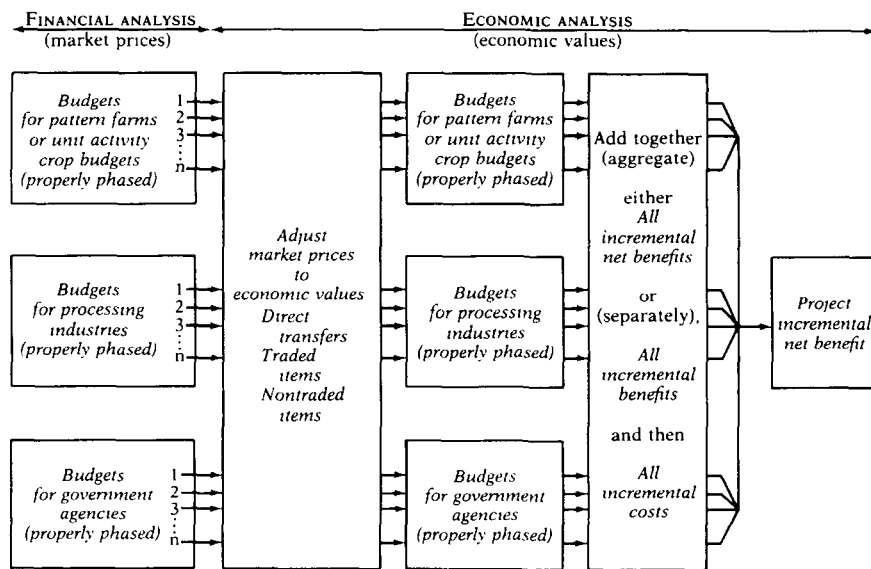 FINANCIAL ANALYSIS
(market prices)
ECONOMIC ANALYSIS
(economic values)
Budgets
for pattern farms
or unit activity
crop budgets
(properly phased)
1
2
3
n
Budgets
for processing
industries
(properly phased)
1
2
3
n
Budgets
for government
agencies
(properly phased)
1
2
3
n
Adjust
market prices
to
economic values
Direct
transfers
Traded
items
Nontraded
items
Budgets
for pattern farms
or unit activity
crop budgets
(properly phased)
Budgets
for processing
industries
(properly phased)
Budgets
for government
agencies
(properly phased)
Add together
(aggregate)
either
All
incremental
net benefits
or
(separately),
All
incremental
benefits
and then
All
incremental
costs
Project
incremental
net benefit